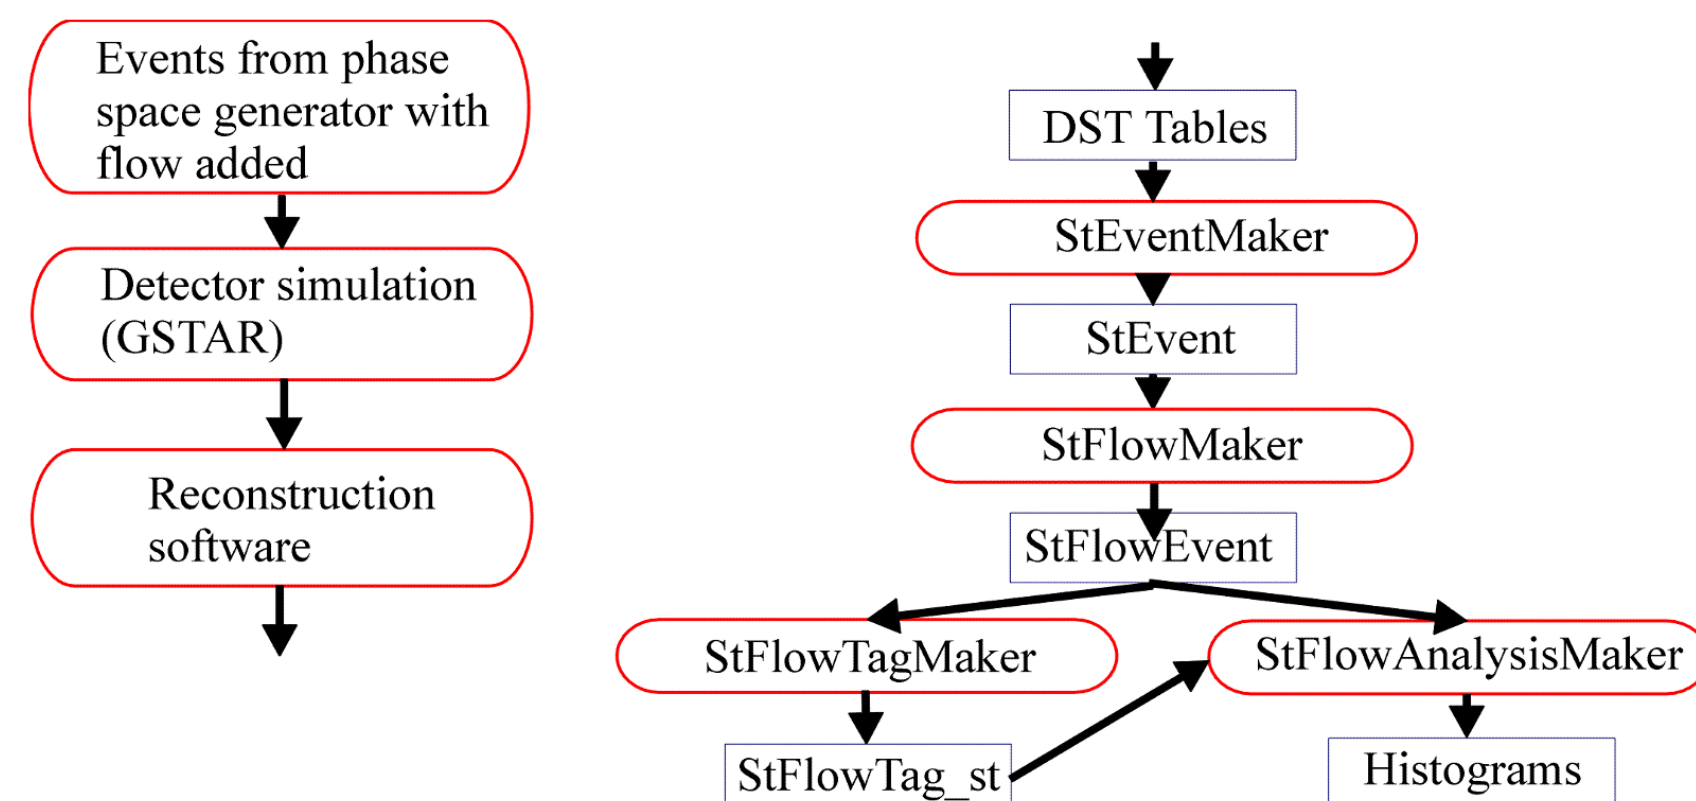 Events from phase
space generator with
flow added
Detector simulation
(GSTAR)
Reconstruction
software
DST Tables
StEventMaker
StEvent
StFlowMaker
StFlowEvent
StFlowTagMaker
StFlowAnalysisMaker
StFlowTag_st
Histograms